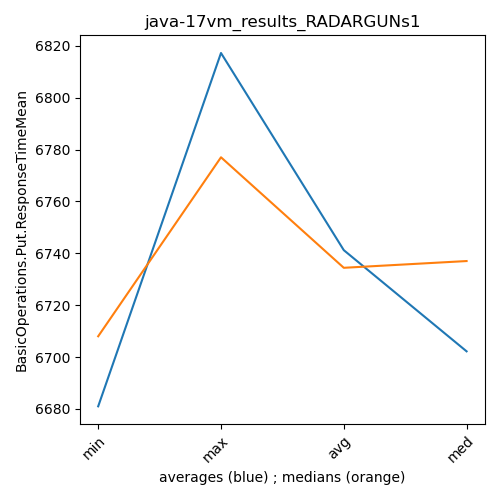 java-17vm_results_RADARGUNs1
BasicOperations.Put.ResponseTimeMean
6820
6800
6780
6760
6740
6720
6700
6680
min
max
avg
med
averages (blue) ; medians (orange)